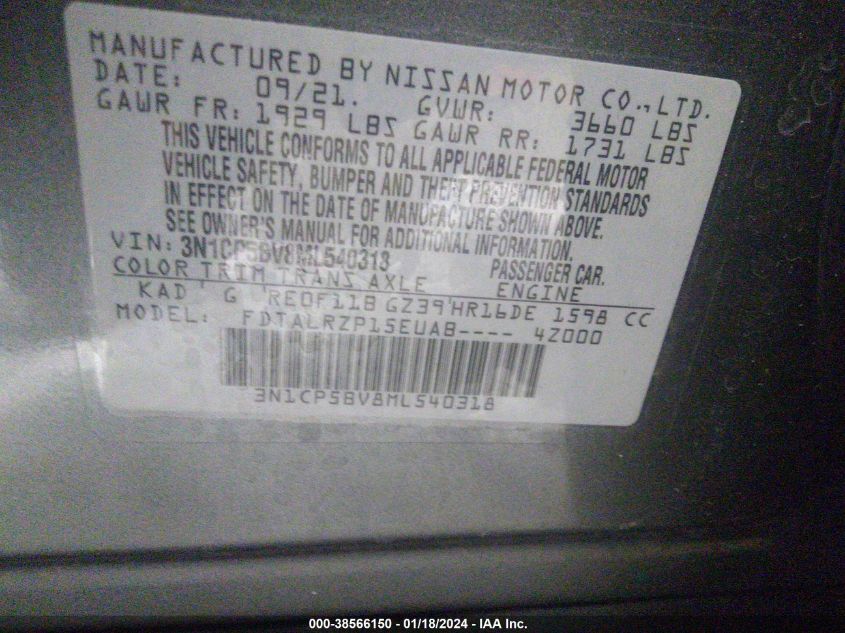 MANUFACTURED BY NISSAN MOTOR CO.,LTD.
DATE: 09/21. GVWR: 3660 LBS
GAWR FR: 1929 LBS GAWR RR: 1731 LBS
THIS VEHICLE CONFORMS TO ALL APPLICABLE FEDERAL MOTOR
VEHICLE SAFETY, BUMPER AND THEFT PREVENTION STANDARDS
IN EFFECT ON THE DATE OF MANUFACTURE SHOWN ABOVE.
SEE OWNER'S MANUAL FOR ADDITIONAL INFORMATION.
VIN: 3N1CP5BV8ML540318 PASSENGER CAR.
COLOR TRIM TRANS AXLE ENGINE
KAD ' G 'RE0F11B GZ39'HR16DE 1598 CC
MODEL: FDTALRZP15EUA8---- 4Z000
3N1CP5BV8ML540318
000-38566150 - 01/18/2024 - IAA Inc.